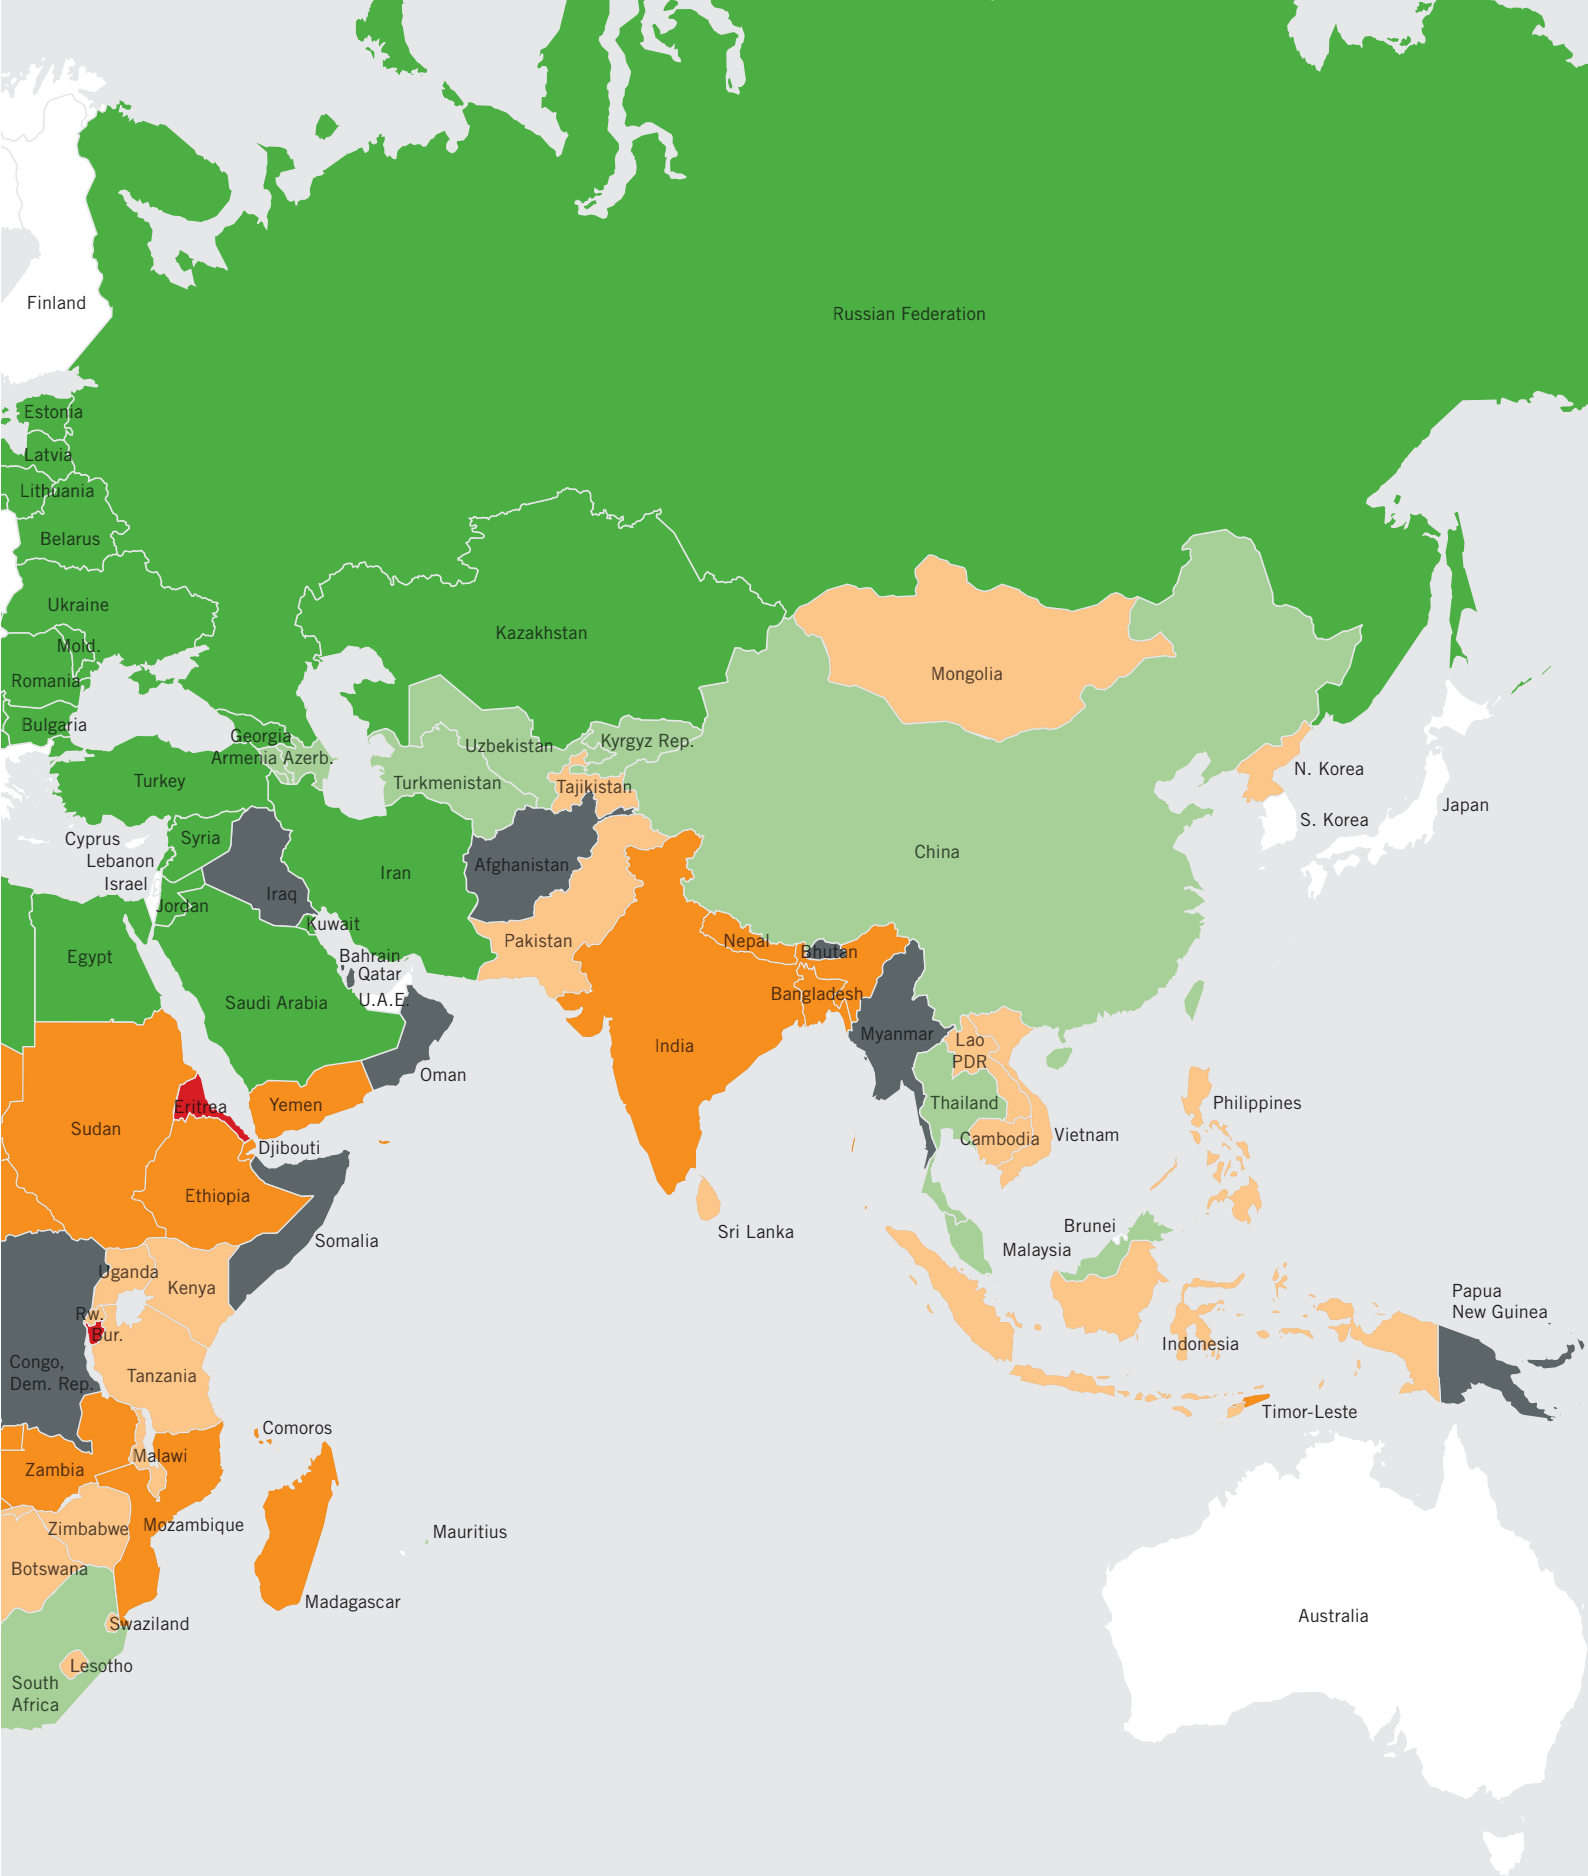 Finland
Russian Federation
Estonia
Latvia
Lithuania
Belarus
Ukraine
Kazakhstan
Mold.
Mongolia
Romania
Bulgaria
Georgia
Uzbekistan
Kyrgyz Rep.
Armenia
Azerb.
N. Korea
Turkey
Turkmenistan
Tajikistan
Japan
S. Korea
Cyprus
Syria
China
Lebanon
Afghanistan
Iran
Israel
Iraq
Jordan
Kuwait
Pakistan
Nepal
Bhutan
Egypt
Bahrain
Qatar
Saudi Arabia
U.A.E.
Bangladesh
Myanmar
India
Lao
PDR
Oman
Eritrea
Yemen
Thailand
Philippines
Sudan
Djibouti
Cambodia
Vietnam
Ethiopia
Brunei
Somalia
Sri Lanka
Malaysia
Uganda
Kenya
Papua
New Guinea
Rw.
Bur.
Indonesia
Congo,
Dem. Rep.
Tanzania
Timor-Leste
Comoros
Malawi
Zambia
Zimbabwe
Mozambique
Mauritius
Botswana
Madagascar
Australia
Swaziland
Lesotho
South
Africa